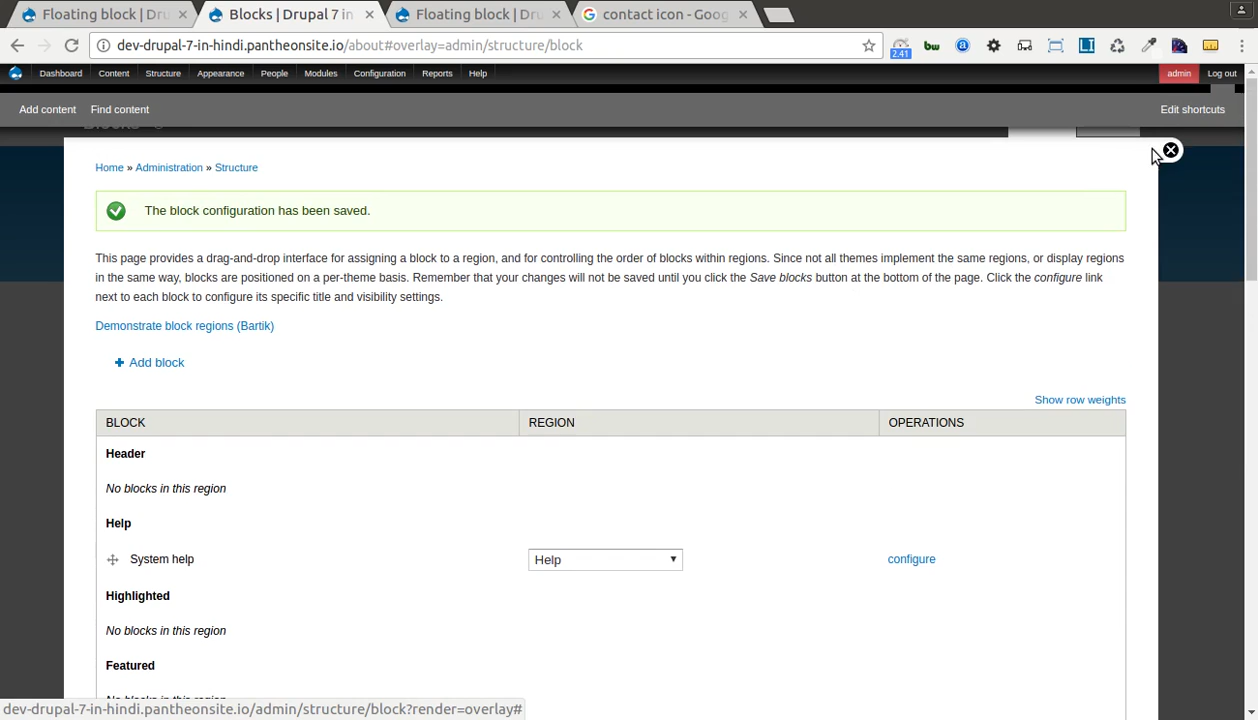 Floating block | Dru
Blocks | Drupal 7 in
Floating block | Dru
contact icon - Goog
dev-drupal-7-in-hindi.pantheonsite.io/about#overlay=admin/structure/block
2.41
bw
a
LI
Dashboard Content Structure Appearance People Modules Configuration Reports Help
admin Log out
Add content Find content
Edit shortcuts
Home » Administration » Structure
The block configuration has been saved.
This page provides a drag-and-drop interface for assigning a block to a region, and for controlling the order of blocks within regions. Since not all themes implement the same regions, or display regions
in the same way, blocks are positioned on a per-theme basis. Remember that your changes will not be saved until you click the Save blocks button at the bottom of the page. Click the configure link
next to each block to configure its specific title and visibility settings.
Demonstrate block regions (Bartik)
Add block
Show row weights
BLOCK REGION OPERATIONS
Header
No blocks in this region
Help
System help Help configure
Highlighted
No blocks in this region
Featured
dev-drupal-7-in-hindi.pantheonsite.io/admin/structure/block?render=overlay#